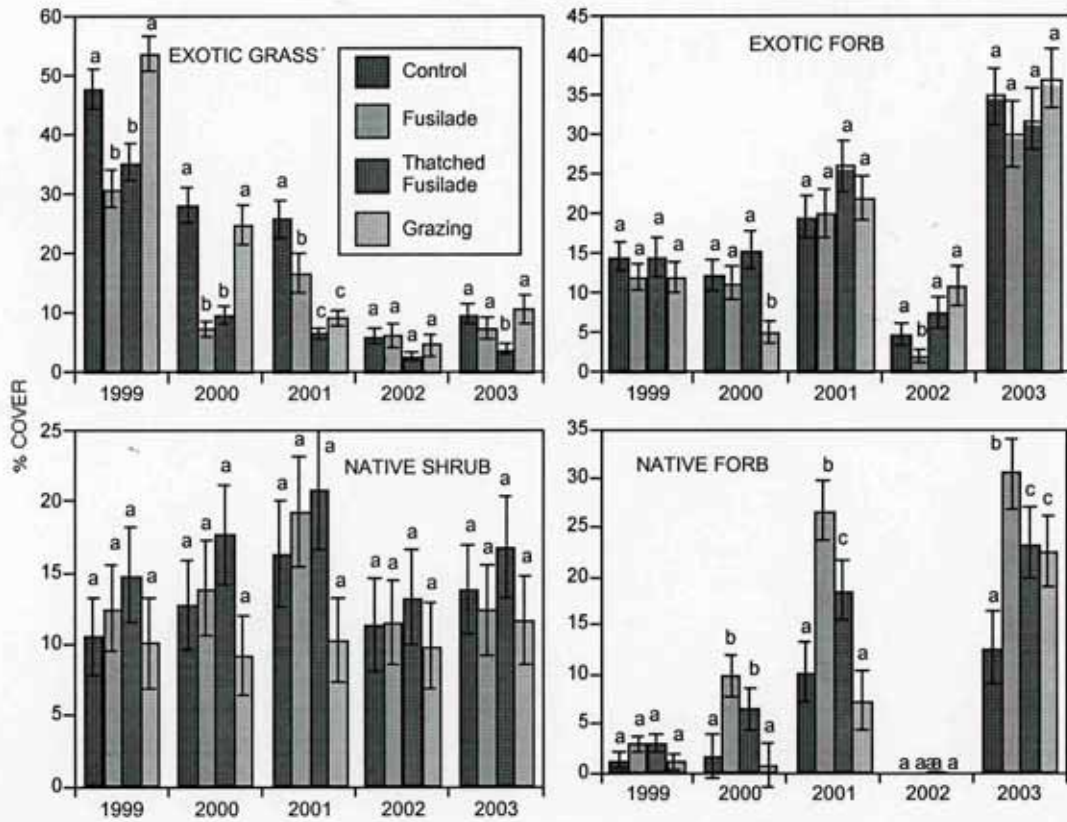 % COVER
EXOTIC GRASS
60
50
40
30
20
10
0
Control
Fusilade
Thatched
Fusilade
Grazing
a b b a
a b b a
a b c c
a a a a
a a b a
1999 2000 2001 2002 2003
EXOTIC FORB
45
40
35
30
25
20
15
10
5
0
a a a a
a a a b
a a a a
a b a a
a a a a
1999 2000 2001 2002 2003
NATIVE SHRUB
25
20
15
10
5
0
a a a a
a a a a
a a a a
a a a a
a a a a
1999 2000 2001 2002 2003
NATIVE FORB
35
30
25
20
15
10
5
0
a a a a
a b b a
a b c a
a a a a
a b c c
1999 2000 2001 2002 2003